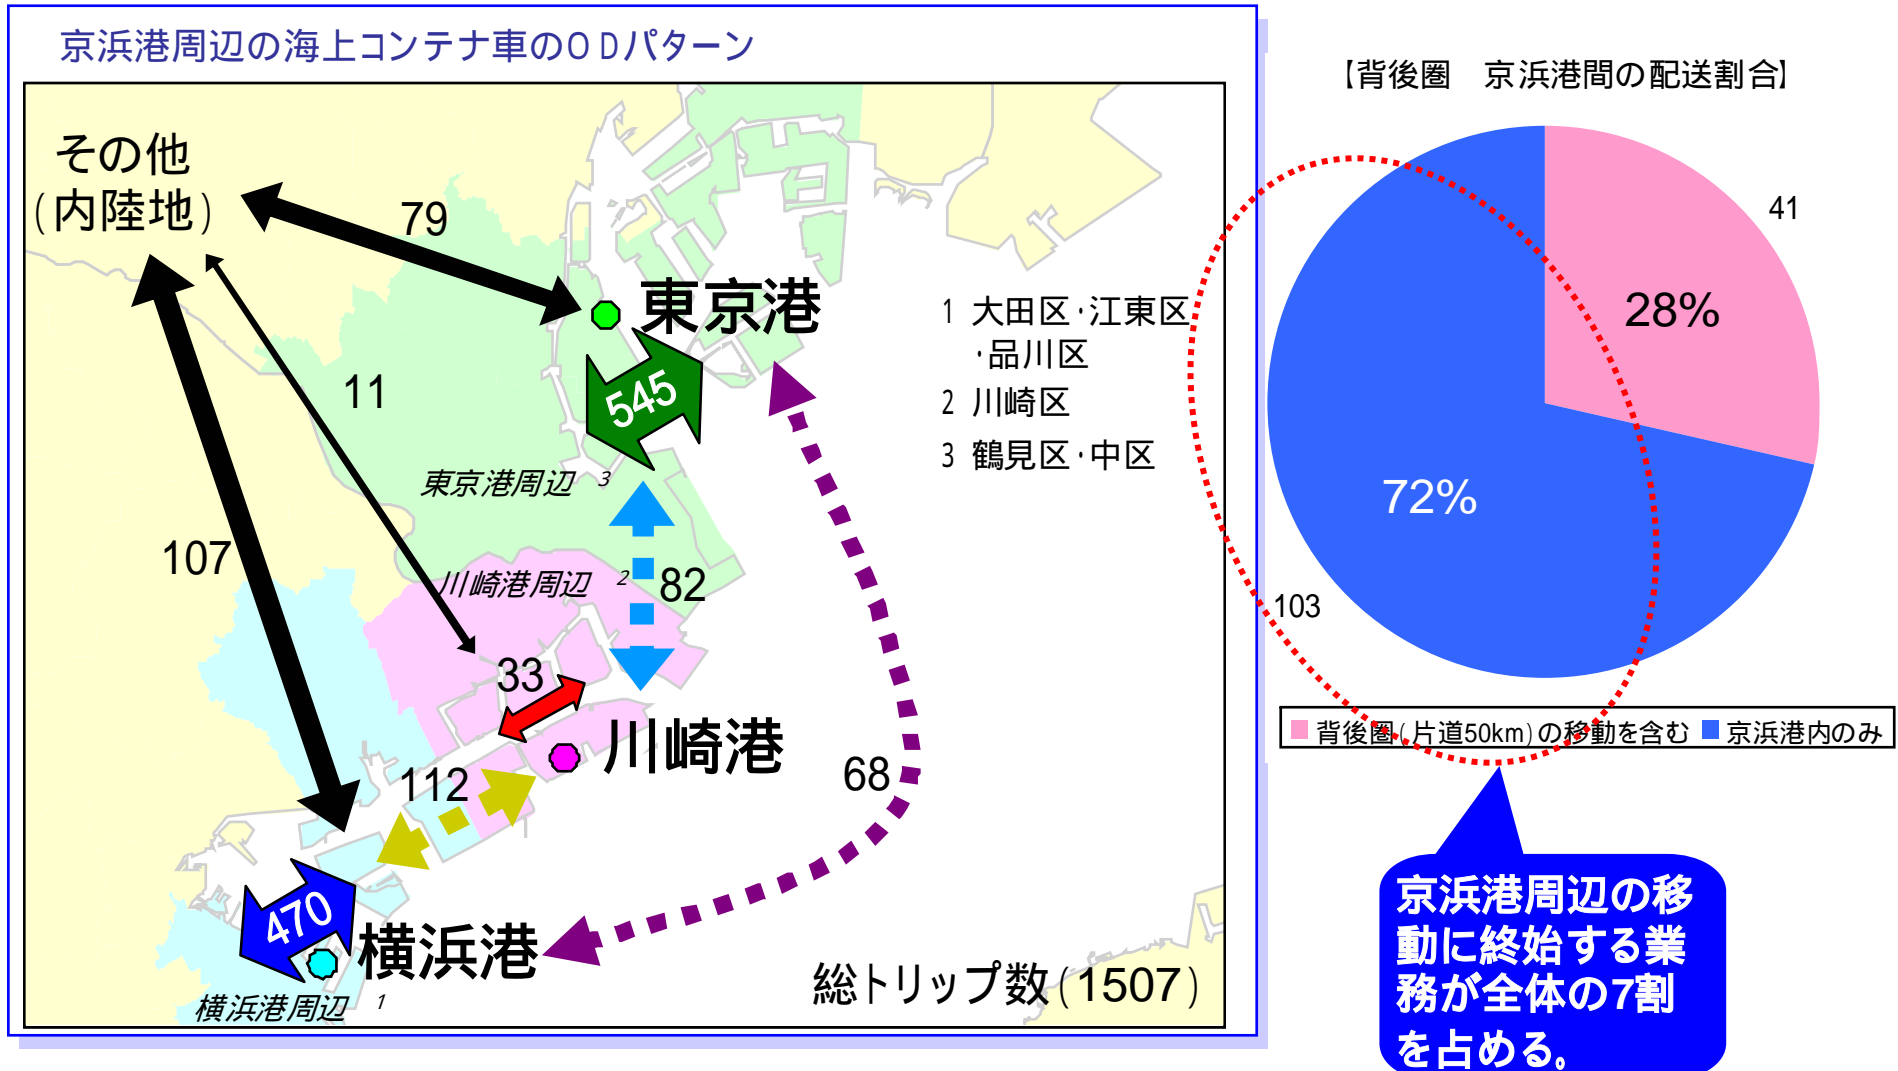 京浜港周辺の海上コンテナ車のODパターン
その他
(内陸地)
79
11
107
東京港
545
東京港周辺 3
川崎港周辺 2
82
33
川崎港
112
68
470
横浜港
横浜港周辺 1
総トリップ数(1507)
1 大田区・江東区
・品川区
2 川崎区
3 鶴見区・中区
【背後圏 京浜港間の配送割合】
41
28%
72%
103
背後圏(片道50km)の移動を含む 京浜港内のみ
京浜港周辺の移
動に終始する業
務が全体の7割
を占める。